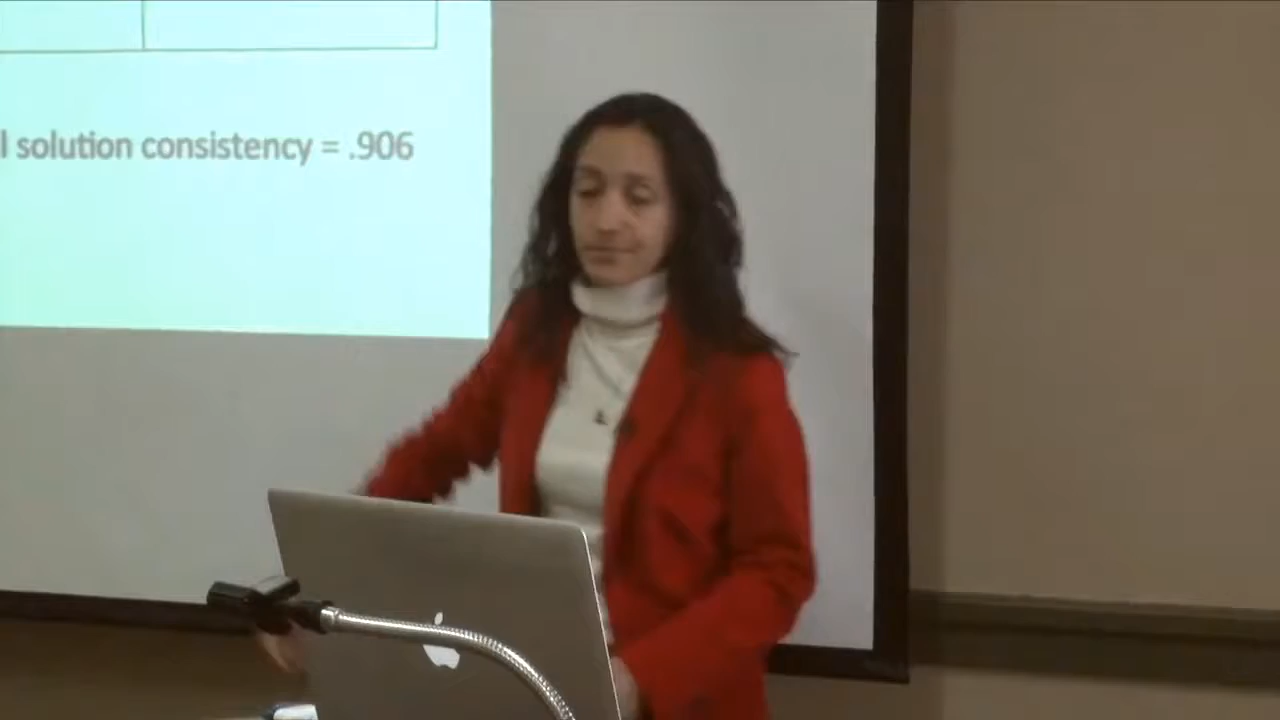 l solution consistency = .906